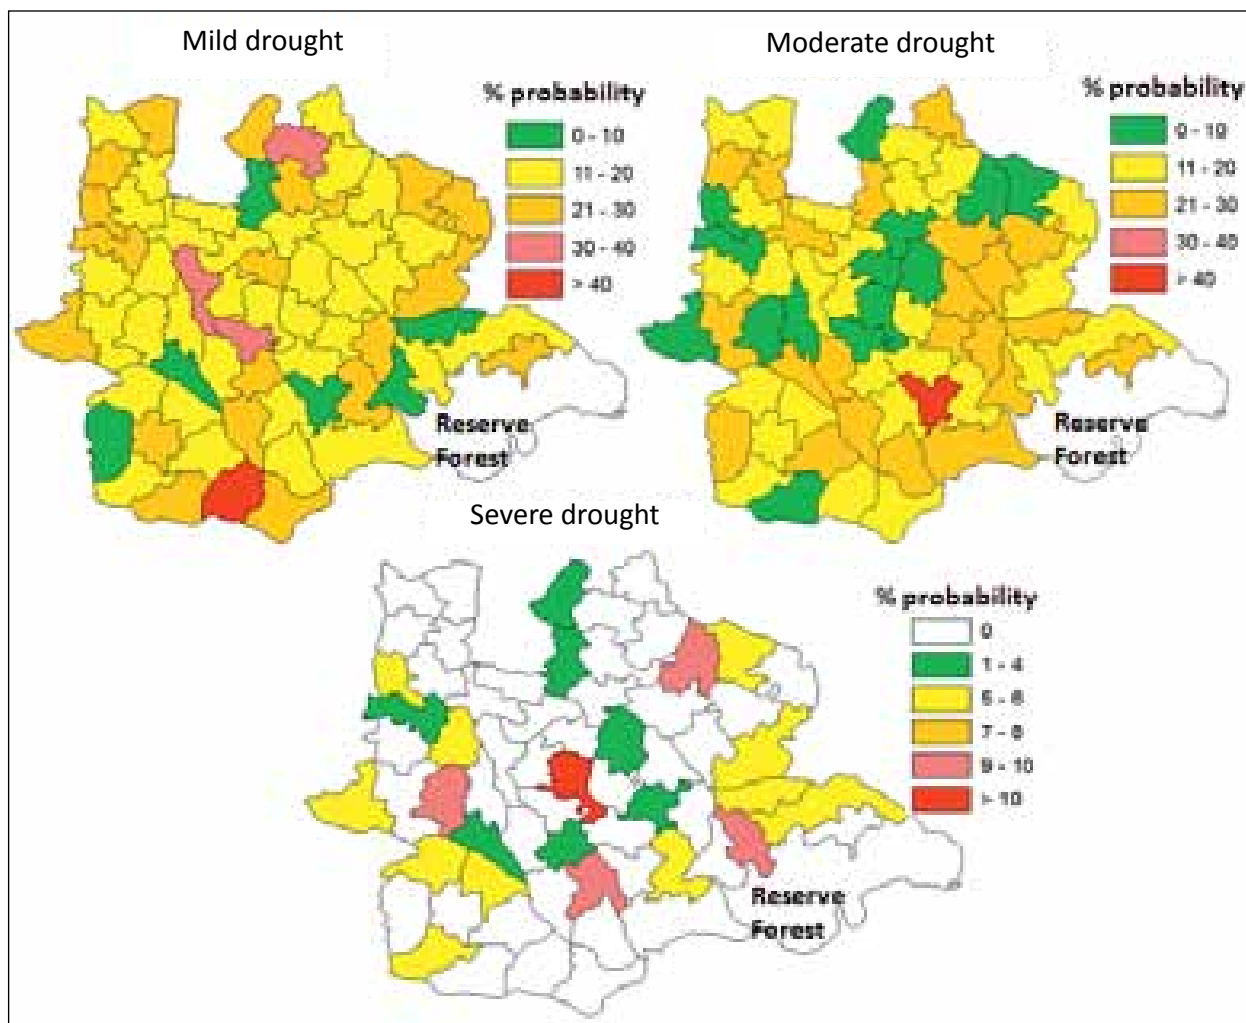 Mild drought
% probability
0 - 10
11 - 20
21 - 30
30 - 40
> 40
Reserve
Forest
Moderate drought
% probability
0 - 10
11 - 20
21 - 30
30 - 40
> 40
Reserve
Forest
Severe drought
% probability
0
1 - 4
7 - 8
9 - 10
> 10
Reserve
Forest